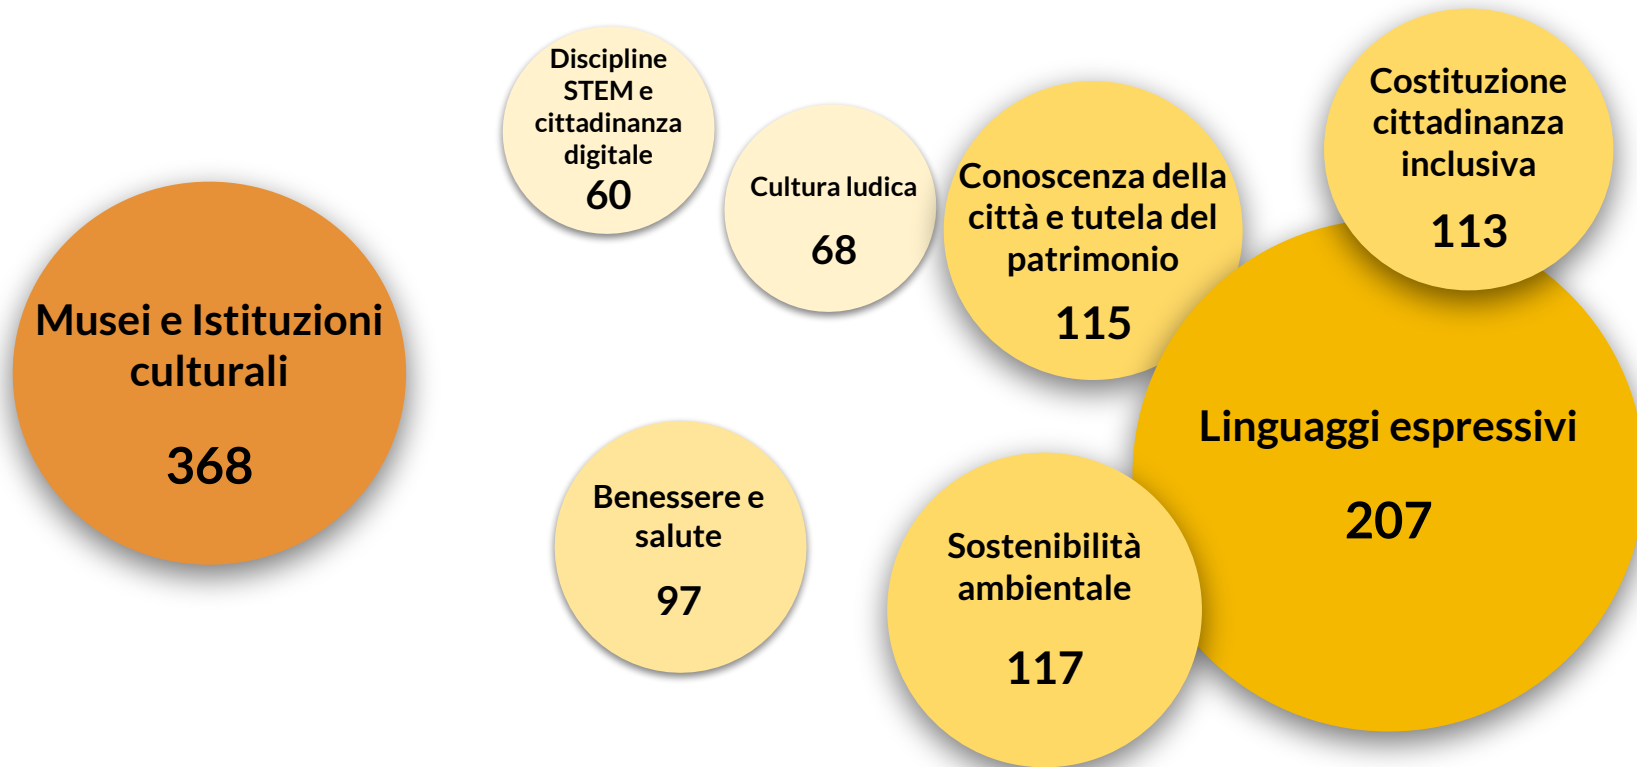 Musei e Istituzioni
culturali
368
Discipline
STEM e
cittadinanza
digitale
60
Cultura ludica
68
Conoscenza della
città e tutela del
patrimonio
115
Costituzione
cittadinanza
inclusiva
113
Linguaggi espressivi
207
Benessere e
salute
97
Sostenibilità
ambientale
117